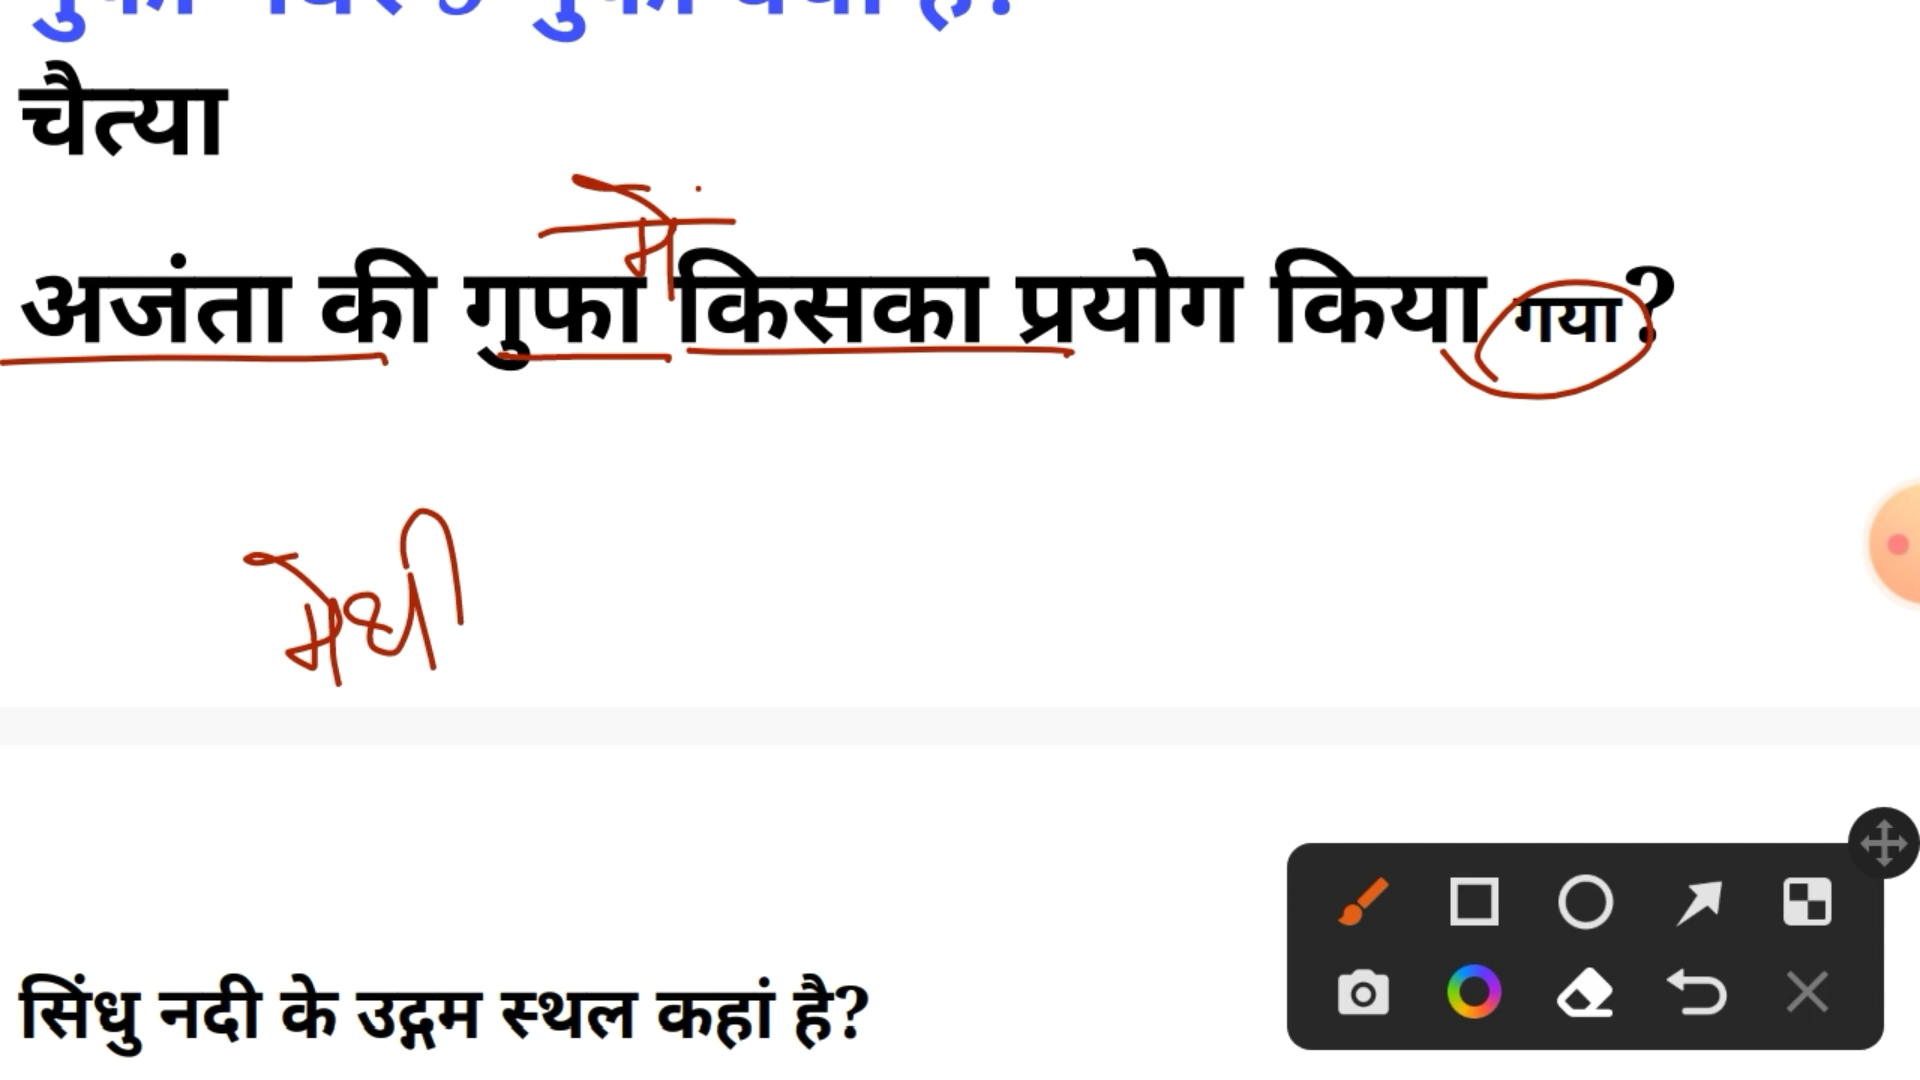 चैत्या
में
अजंता की गुफा किसका प्रयोग किया गया?
मेथी
सिंधु नदी के उद्गम स्थल कहां है?